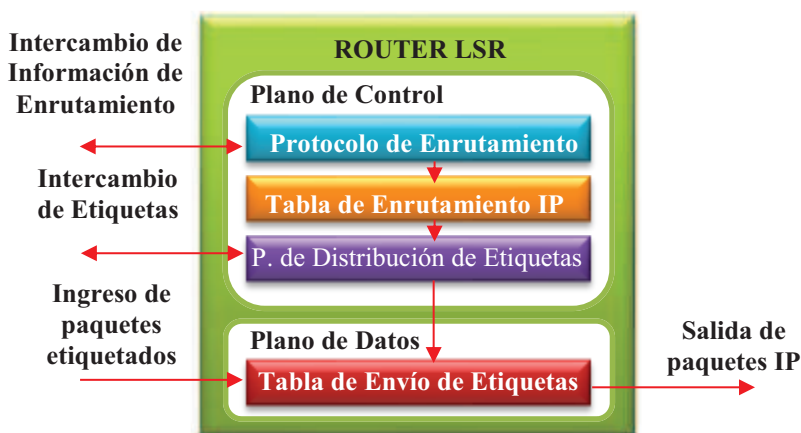 Intercambio de
Información de
Enrutamiento
Intercambio
de Etiquetas
Ingreso de
paquetes
etiquetados
ROUTER LSR
Plano de Control
Protocolo de Enrutamiento
Tabla de Enrutamiento IP
P. de Distribución de Etiquetas
Plano de Datos
Tabla de Envío de Etiquetas
Salida de
paquetes IP